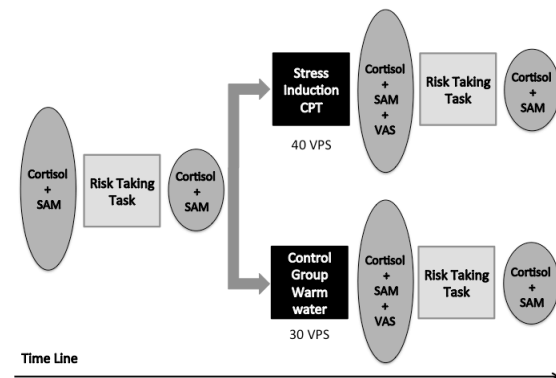 Cortisol
+
SAM
Risk Taking
Task
Cortisol
+
SAM
Stress
Induction
CPT
40 VPS
Cortisol
+
SAM
+
VAS
Risk Taking
Task
Cortisol
+
SAM
Control
Group
Warm
water
30 VPS
Cortisol
+
SAM
+
VAS
Risk Taking
Task
Cortisol
+
SAM
Time Line